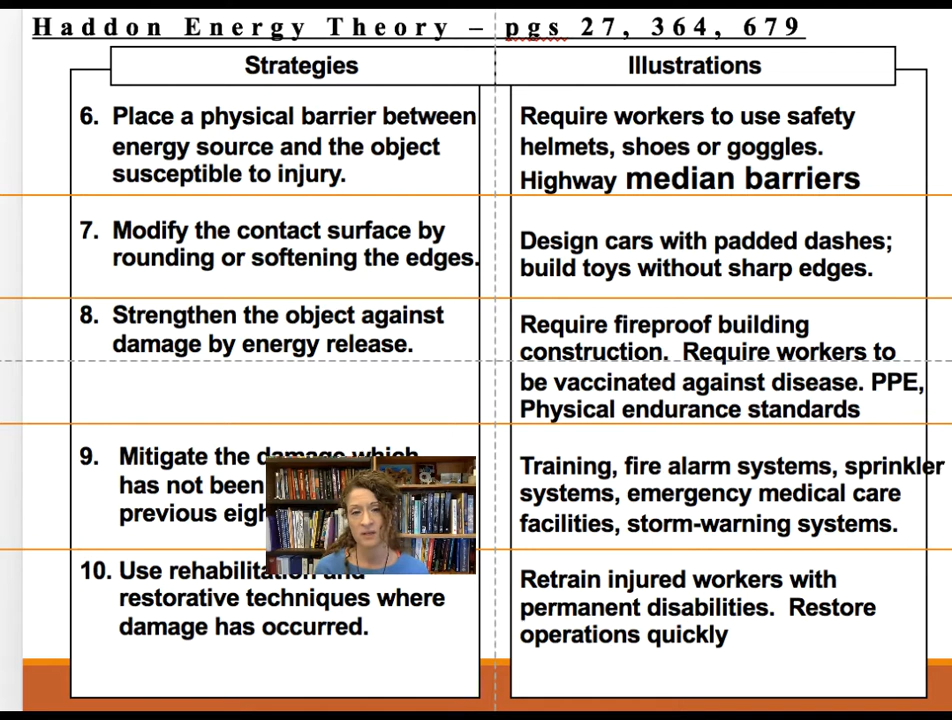 Haddon Energy Theory – pgs 27, 364, 679
Strategies
Illustrations
6. Place a physical barrier between
energy source and the object
susceptible to injury.
Require workers to use safety
helmets, shoes or goggles.
Highway median barriers
7. Modify the contact surface by
rounding or softening the edges.
Design cars with padded dashes;
build toys without sharp edges.
8. Strengthen the object against
damage by energy release.
Require fireproof building
construction. Require workers to
be vaccinated against disease. PPE,
Physical endurance standards
9. Mitigate the damage which
has not been
previous
Training, fire alarm systems, sprinkler
systems, emergency medical care
facilities, storm-warning systems.
10. Use rehabilitation and
restorative techniques where
damage has occurred.
Retrain injured workers with
permanent disabilities. Restore
operations quickly